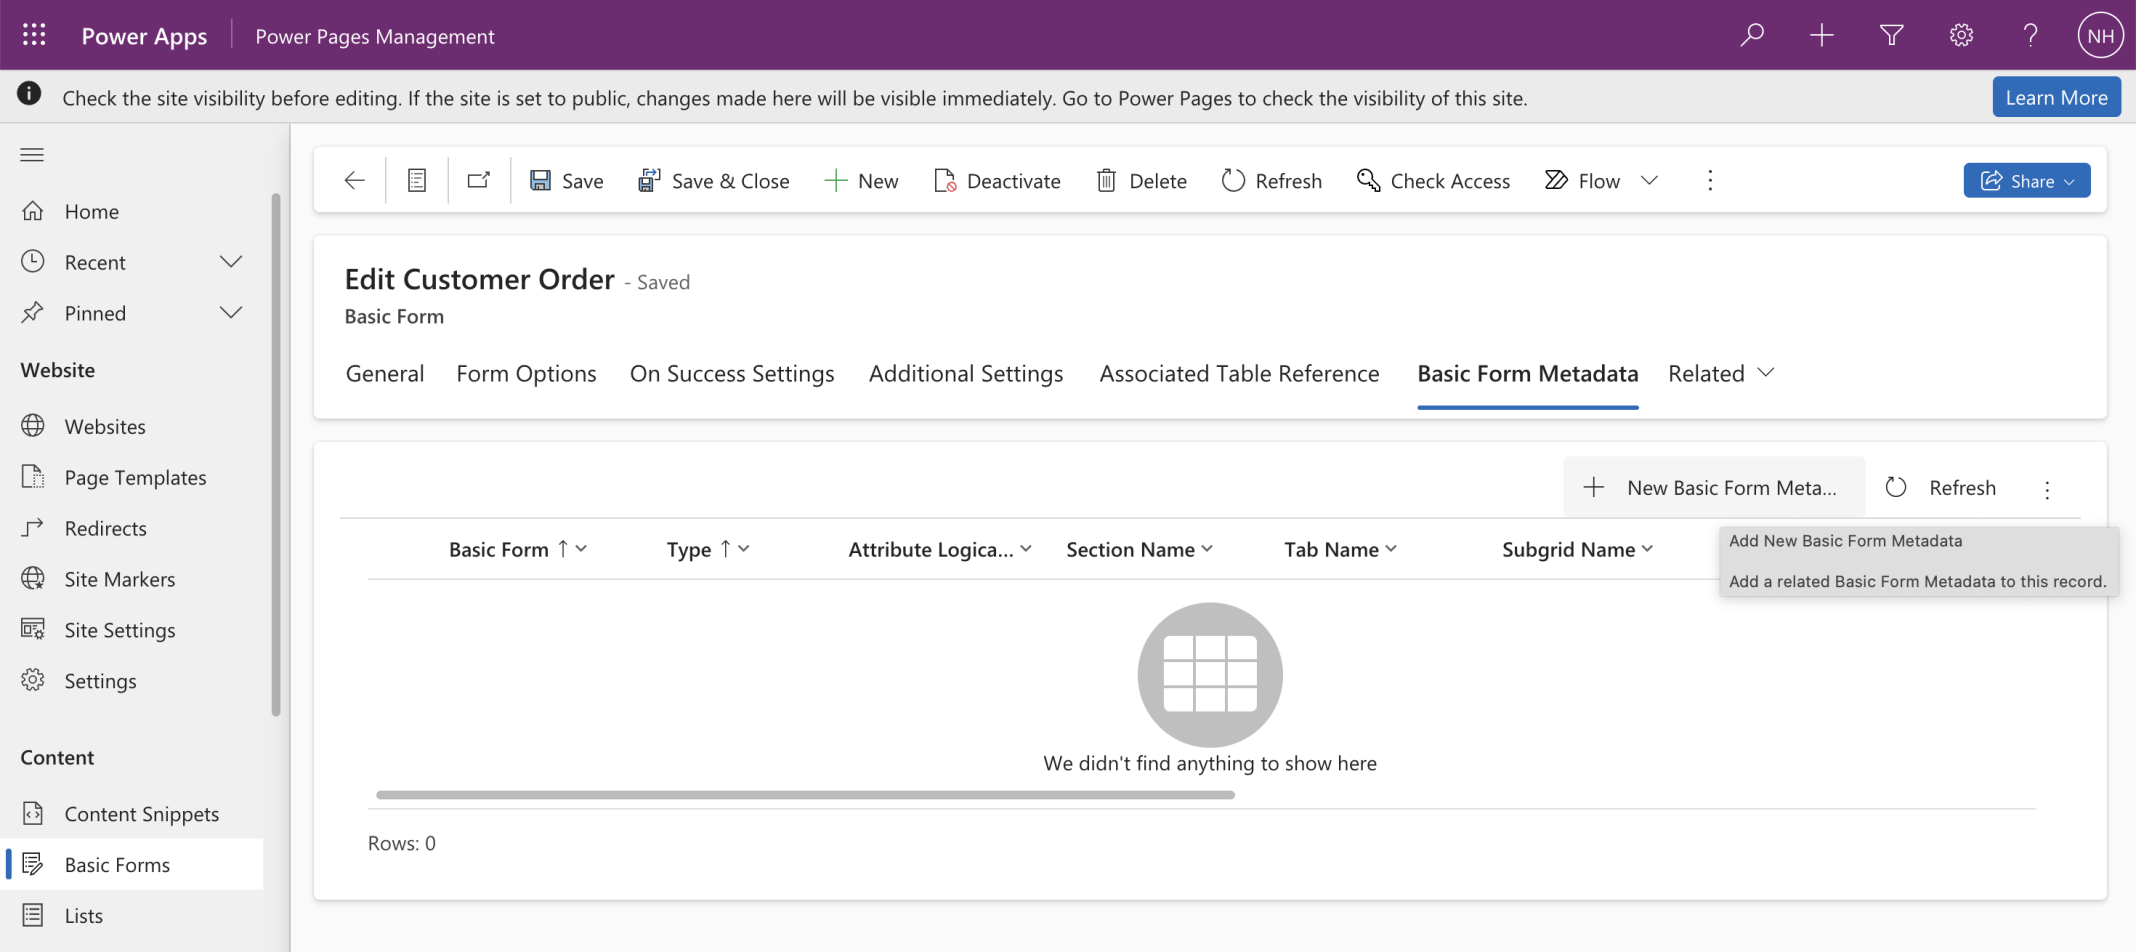 Power Apps
Power Pages Management
NH
Check the site visibility before editing. If the site is set to public, changes made here will be visible immediately. Go to Power Pages to check the visibility of this site.
Learn More
Home
Recent
Pinned
Website
Websites
Page Templates
Redirects
Site Markers
Site Settings
Settings
Content
Content Snippets
Basic Forms
Lists
Save
Save & Close
New
Deactivate
Delete
Refresh
Check Access
Flow
Share
Edit Customer Order - Saved
Basic Form
General
Form Options
On Success Settings
Additional Settings
Associated Table Reference
Basic Form Metadata
Related
New Basic Form Meta...
Refresh
Basic Form
Type
Attribute Logica...
Section Name
Tab Name
Subgrid Name
Add New Basic Form Metadata
Add a related Basic Form Metadata to this record.
We didn't find anything to show here
Rows: 0